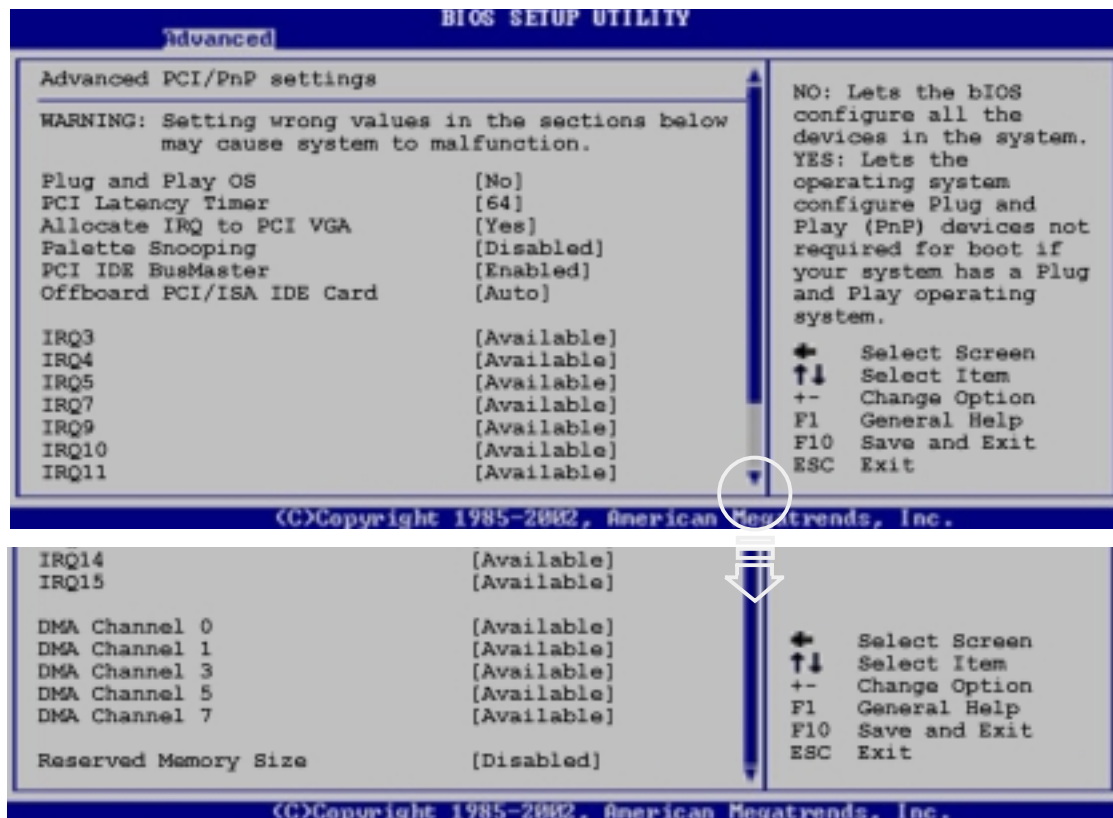 BIOS SETUP UTILITY
Advanced
Advanced PCI/PnP settings
WARNING: Setting wrong values in the sections below
may cause system to malfunction.
Plug and Play OS [No]
PCI Latency Timer [64]
Allocate IRQ to PCI VGA [Yes]
Palette Snooping [Disabled]
PCI IDE BusMaster [Enabled]
Offboard PCI/ISA IDE Card [Auto]
IRQ3 [Available]
IRQ4 [Available]
IRQ5 [Available]
IRQ7 [Available]
IRQ9 [Available]
IRQ10 [Available]
IRQ11 [Available]
NO: Lets the bIOS
configure all the
devices in the system.
YES: Lets the
operating system
configure Plug and
Play (PnP) devices not
required for boot if
your system has a Plug
and Play operating
system.
Select Screen
↑↓ Select Item
+- Change Option
F1 General Help
F10 Save and Exit
ESC Exit
(C)Copyright 1985-2002, American Megatrends, Inc.
IRQ14 [Available]
IRQ15 [Available]
DMA Channel 0 [Available]
DMA Channel 1 [Available]
DMA Channel 3 [Available]
DMA Channel 5 [Available]
DMA Channel 7 [Available]
Reserved Memory Size [Disabled]
Select Screen
↑↓ Select Item
+- Change Option
F1 General Help
F10 Save and Exit
ESC Exit
(C)Copyright 1985-2002, American Megatrends, Inc.